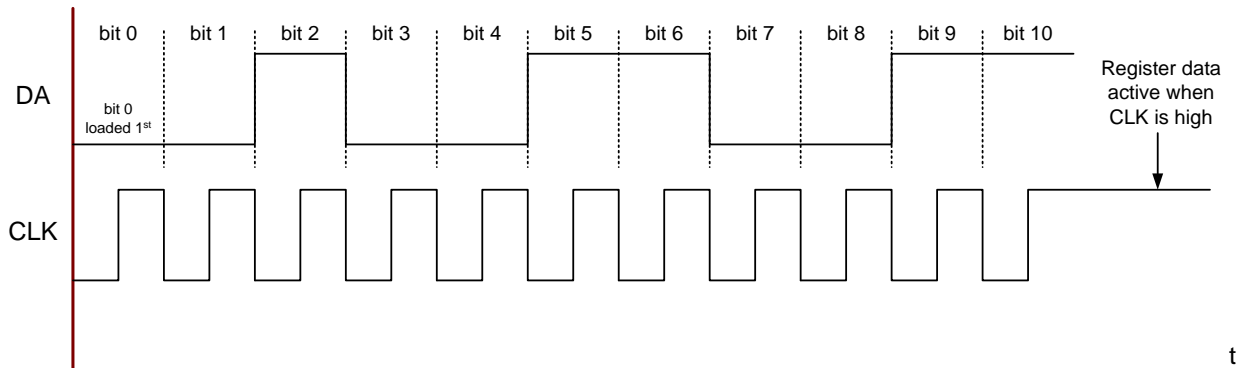 bit 0 bit 1 bit 2 bit 3 bit 4 bit 5 bit 6 bit 7 bit 8 bit 9 bit 10
DA
bit 0
loaded 1st
Register data
active when
CLK is high
CLK
t